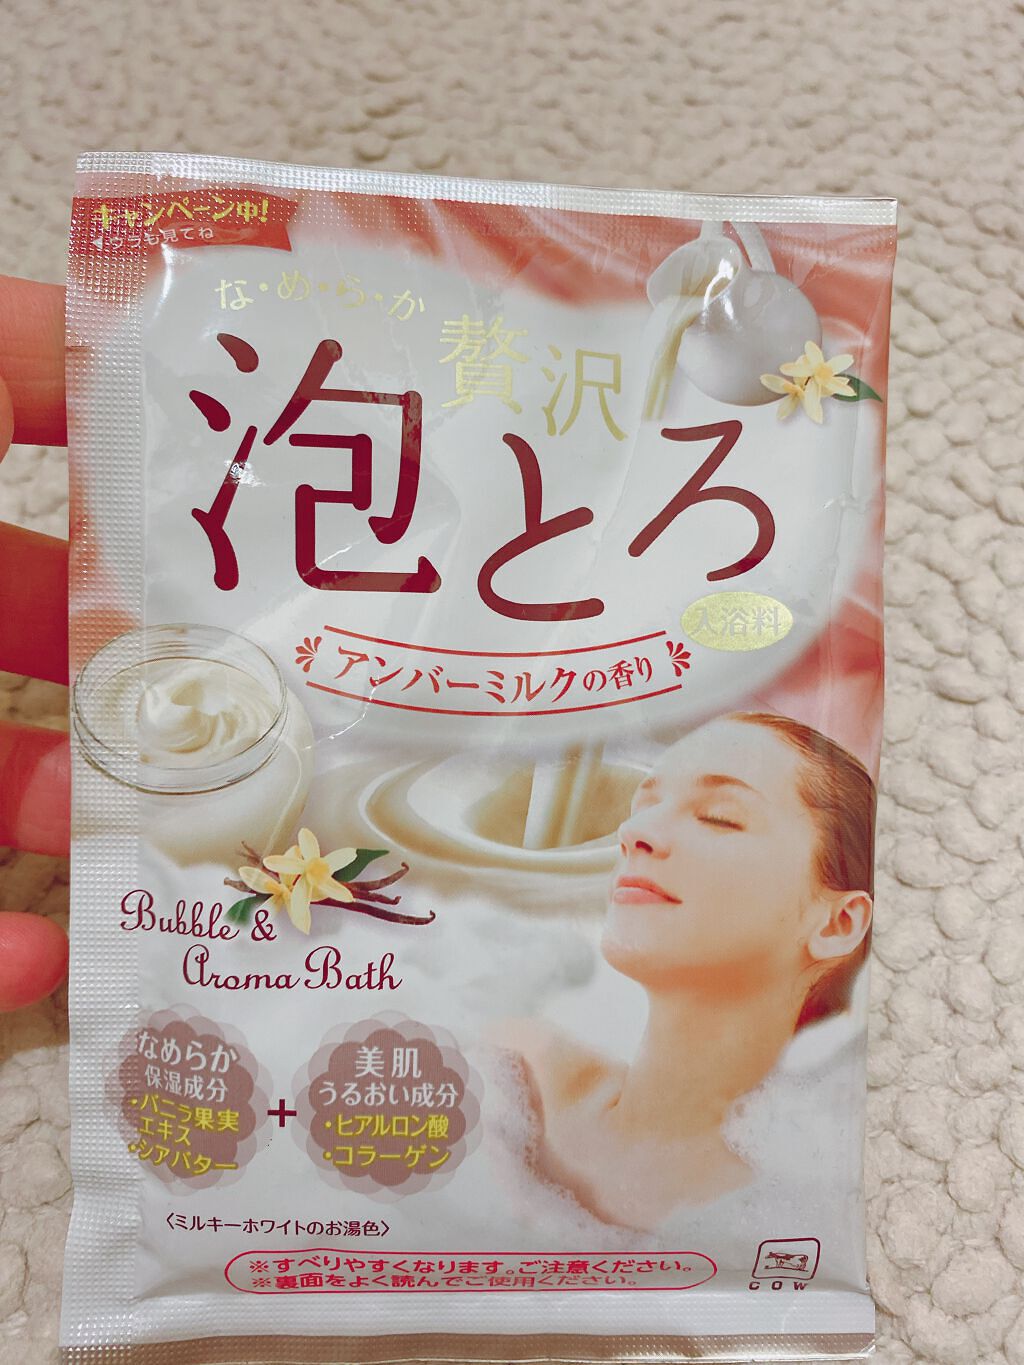 キャンペーン中!
◀ウラも見てね
な・め・ら・か
贅沢
泡とろ
入浴料
アンバーミルクの香り
Bubble &
Aroma Bath
なめらか
保湿成分
・バニラ果実
エキス
・シアバター
+
美肌
うるおい成分
・ヒアルロン酸
・コラーゲン
〈ミルキーホワイトのお湯色〉
※すべりやすくなります。ご注意ください。
※裏面をよく読んでご使用ください。
COW